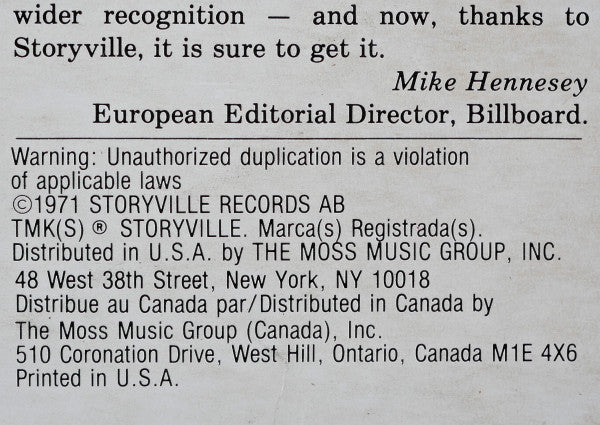 wider recognition — and now, thanks to
Storyville, it is sure to get it.
Mike Hennesey
European Editorial Director, Billboard.
Warning: Unauthorized duplication is a violation
of applicable laws
©1971 STORYVILLE RECORDS AB
TMK(S) ® STORYVILLE. Marca(s) Registrada(s).
Distributed in U.S.A. by THE MOSS MUSIC GROUP, INC.
48 West 38th Street, New York, NY 10018
Distribue au Canada par/Distributed in Canada by
The Moss Music Group (Canada), Inc.
510 Coronation Drive, West Hill, Ontario, Canada M1E 4X6
Printed in U.S.A.